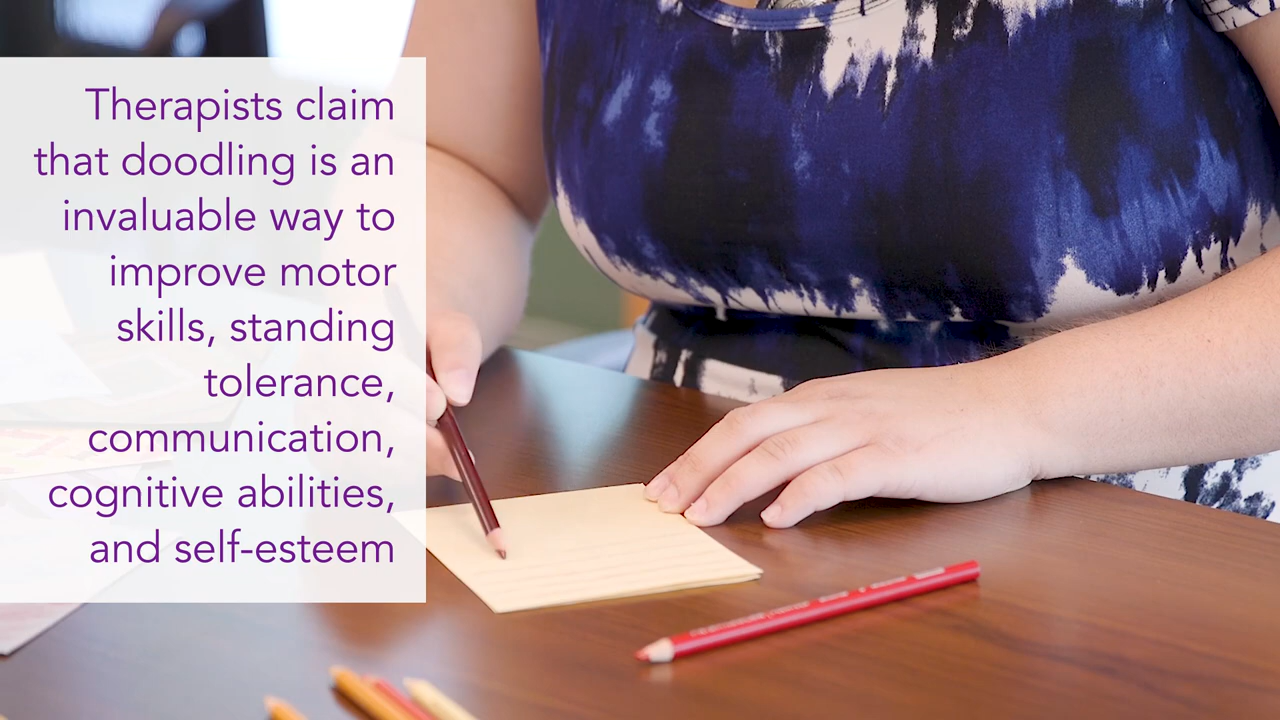 Therapists claim
that doodling is an
invaluable way to
improve motor
skills, standing
tolerance,
communication,
cognitive abilities,
and self-esteem